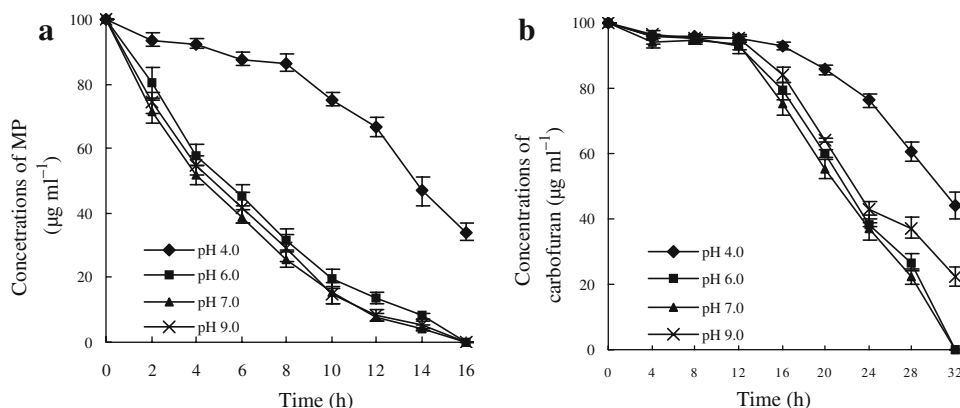 a
Concetrations of MP
(μg ml⁻¹)
100
80
60
40
20
0
pH 4.0
pH 6.0
pH 7.0
pH 9.0
0 2 4 6 8 10 12 14 16
Time (h)
b
Concentrations of
carbofuran (μg ml⁻¹)
100
80
60
40
20
0
pH 4.0
pH 6.0
pH 7.0
pH 9.0
0 4 8 12 16 20 24 28 32
Time (h)